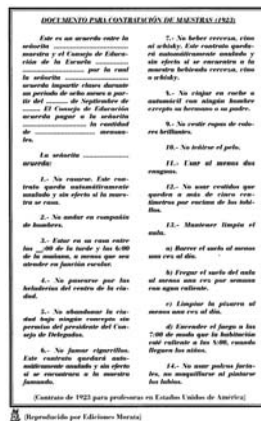 DOCUMENTO PARA CONTRATACIÓN DE MAESTRAS (1923)
Este es un acuerdo entre la
señorita ....................
maestra y el Consejo de Educa-
ción de la Escuela ..............
.................... por la cual
la señorita ....................
acuerda impartir clases durante
un período de ocho meses a par-
tir del ........ de Septiembre de
........ El Consejo de Educación
acuerda pagar a la señorita
.................... la cantidad
de .................... mensua-
les.
La señorita ....................
acuerda:
1.- No casarse. Este con-
trato queda automáticamente
anulado y sin efecto si la maes-
tra se casa.
2.- No andar en compañía
de hombres.
3.- Estar en su casa entre
las __:00 de la tarde y las 6:00
de la mañana, a menos que sea
atender en función escolar.
4.- No pasearse por las
heladerías del centro de la ciu-
dad.
5.- No abandonar la ciu-
dad bajo ningún concepto sin
permiso del presidente del Con-
sejo de Delegados.
6.- No fumar cigarrillos.
Este contrato quedará auto-
máticamente anulado y sin efecto
si se encontrara a la maestra
fumando.
7.- No beber cerveza, vino
ni whisky. Este contrato queda-
rá automáticamente anulado y
sin efecto si se encuentra a la
maestra bebiendo cerveza, vino
o whisky.
8.- No viajar en coche o
automóvil con ningún hombre
excepto su hermano o su padre.
9.- No vestir ropas de colo-
res brillantes.
10.- No teñirse el pelo.
11.- Usar al menos dos
enaguas.
12.- No usar vestidos que
queden a más de cinco cen-
tímetros por encima de los tobi-
llos.
13.- Mantener limpia el
aula.
a) Barrer el suelo al menos
una vez al día.
b) Fregar el suelo del aula
al menos una vez por semana
con agua caliente.
c) Limpiar la pizarra al
menos una vez al día.
d) Encender el fuego a las
7:00 de modo que la habitación
esté caliente a las 8:00, cuando
lleguen los niños.
14.- No usar polvos facia-
les, no maquillarse ni pintarse
los labios.
(Contrato de 1923 para profesoras en Estados Unidos de América)
(Reproducido por Ediciones Morata)